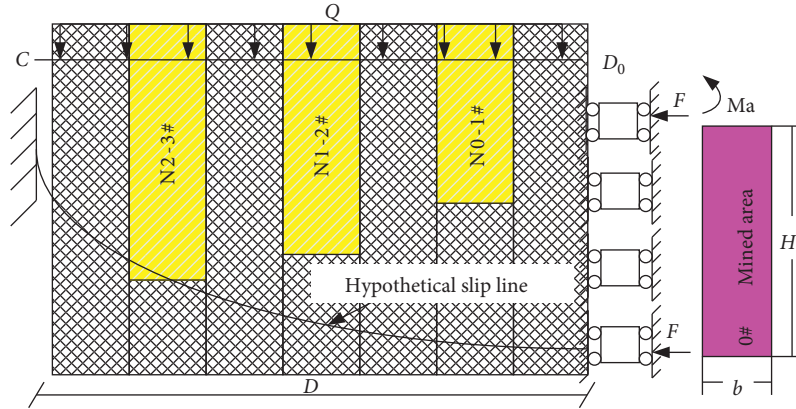 Q
C
D0
F
Ma
N2-3#
N1-2#
N0-1#
Mined area
0#
H
Hypothetical slip line
F
D
b